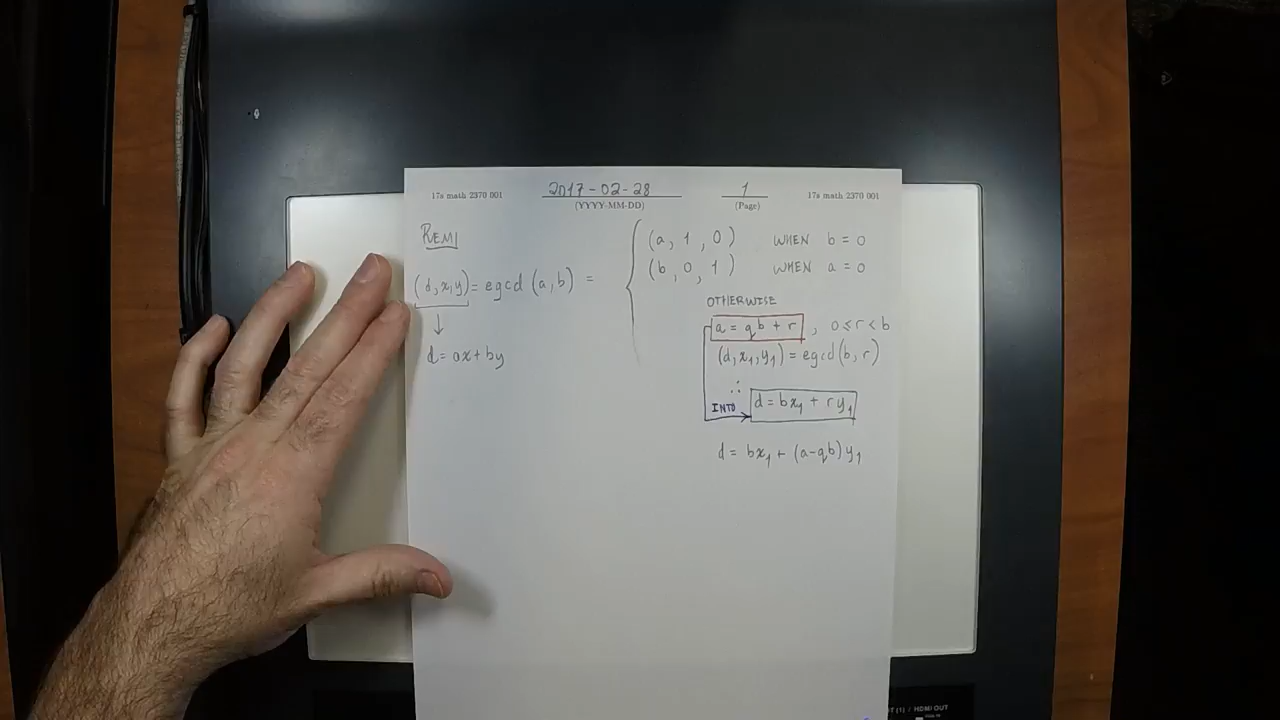 17s math 2370 001 2017-02-28 1 17s math 2370 001
(YYYY-MM-DD) (Page)
REM
(d,x,y) = egcd (a,b) =
↓
d = ax + by
(a, 1, 0) WHEN b = 0
(b, 0, 1) WHEN a = 0
OTHERWISE
a = qb + r , 0 ≤ r < b
(d,x₁,y₁) = egcd(b,r)
∴
INTO d = bx₁ + ry₁
d = bx₁ + (a-qb)y₁
/ HDMI OUT